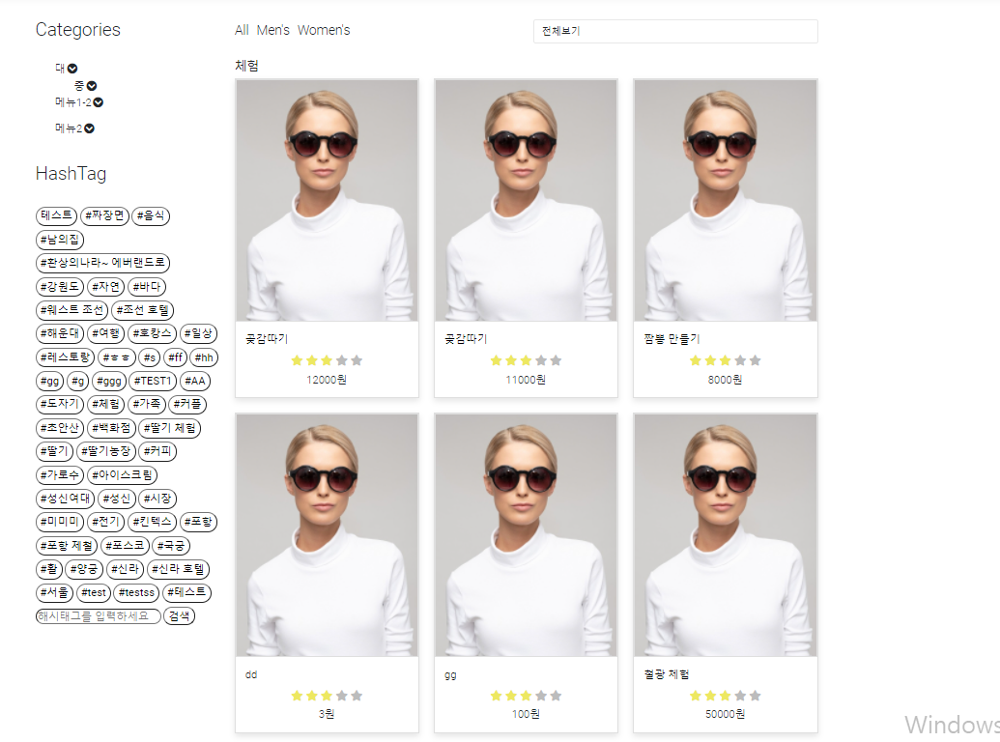 Categories
대
중
메뉴1-2
메뉴2
HashTag
테스트 #짜장면 #음식
#남의집
#환상의나라~ 에버랜드로
#강원도 #자연 #바다
#웨스트 조선 #조선 호텔
#해운대 #여행 #호캉스 #일상
#레스토랑 #ㅎㅎ #s #ff #hh
#gg #g #ggg #TEST1 #AA
#도자기 #체험 #가족 #커플
#초안산 #백화점 #딸기 체험
#딸기 #딸기농장 #커피
#가로수 #아이스크림
#성신여대 #성신 #시장
#미미미 #전기 #킨텍스 #포항
#포항 제철 #포스코 #국궁
#활 #양궁 #신라 #신라 호텔
#서울 #test #testss #테스트
해시태그를 입력하세요 검색
All Men's Women's
전체보기
체험
곶감따기
12000원
곶감따기
11000원
짬뽕 만들기
8000원
dd
3원
gg
100원
철광 체험
50000원
Windows